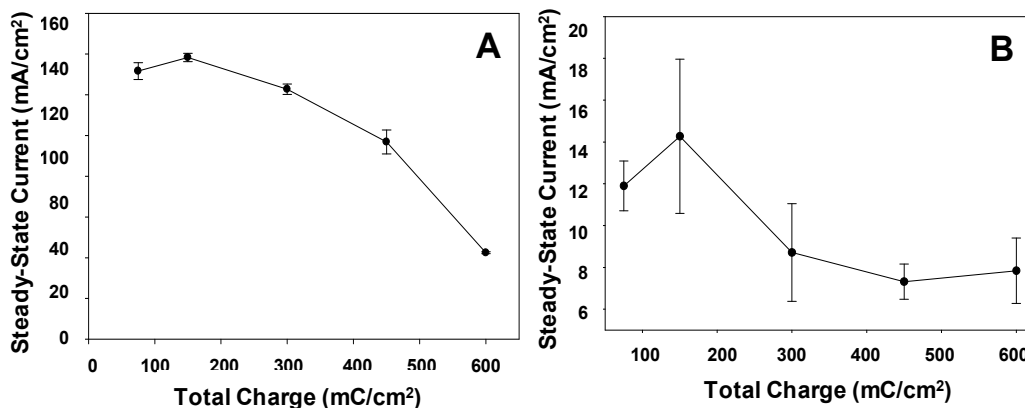 A
160
140
120
100
80
60
40
20
0
Steady-State Current (mA/cm²)
0 100 200 300 400 500 600
Total Charge (mC/cm²)
B
20
18
16
14
12
10
8
6
Steady-State Current (mA/cm²)
100 200 300 400 500 600
Total Charge (mC/cm²)